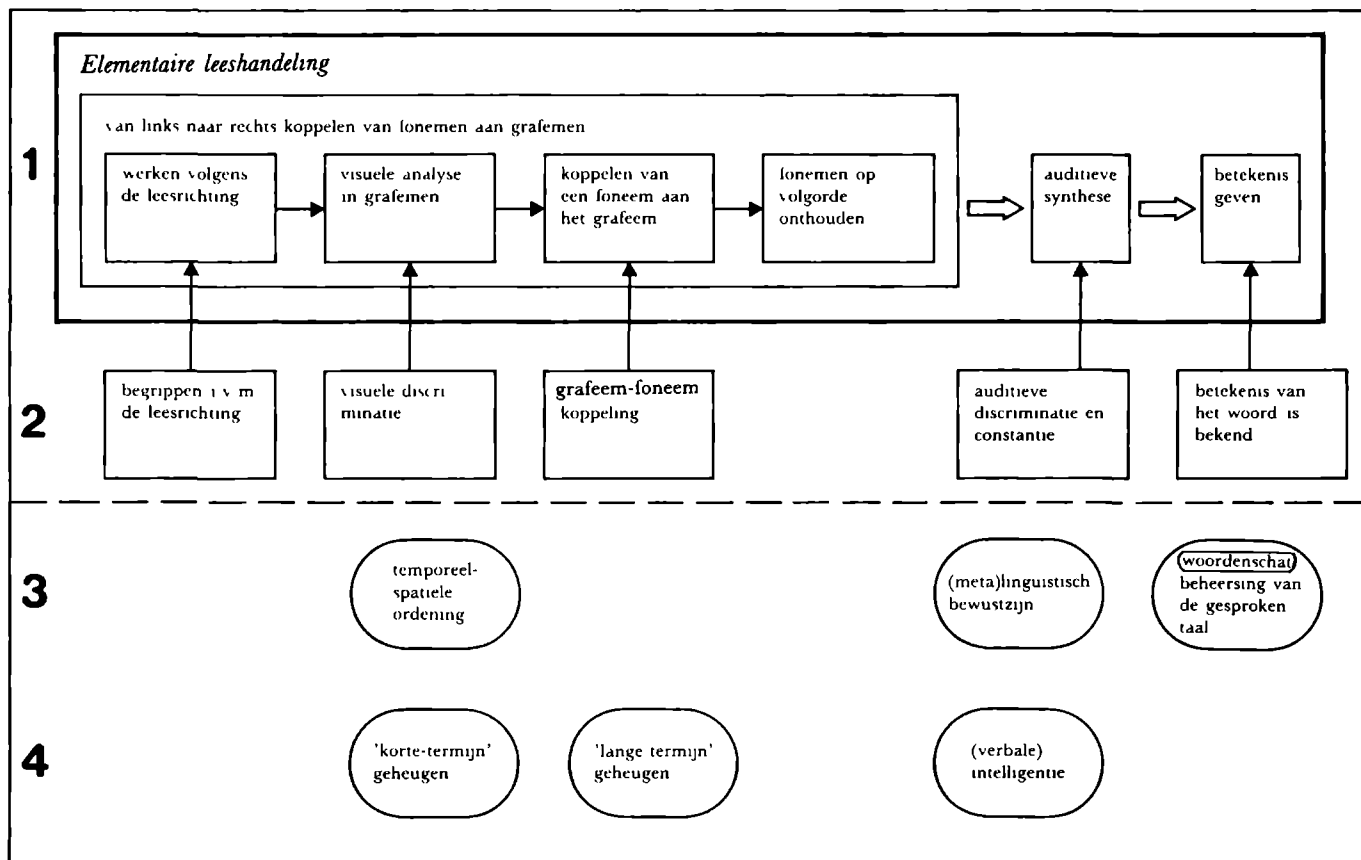 Elementaire leeshandeling
van links naar rechts koppelen van fonemen aan grafemen
1
werken volgens
de leesrichting
visuele analyse
in grafemen
koppelen van
een foneem aan
het grafeem
fonemen op
volgorde
onthouden
auditieve
synthese
betekenis
geven
2
begrippen i v m
de leesrichting
visuele discri
minatie
grafeem-foneem
koppeling
auditieve
discriminatie en
constantie
betekenis van
het woord is
bekend
3
temporeel-
spatiele
ordening
(meta)linguistisch
bewustzijn
woordenschat
beheersing van
de gesproken
taal
4
'korte-termijn'
geheugen
'lange termijn'
geheugen
(verbale)
intelligentie